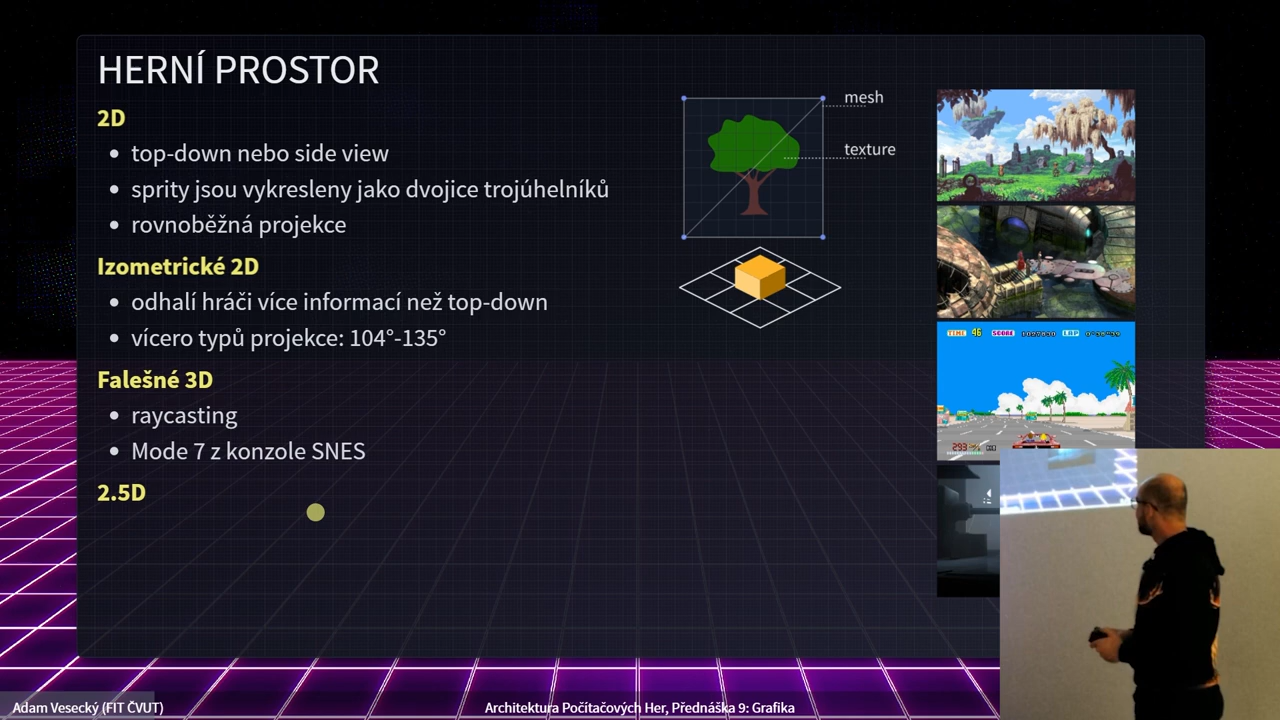 HERNÍ PROSTOR
2D
top-down nebo side view
sprity jsou vykresleny jako dvojice trojúhelníků
rovnoběžná projekce
Izometrické 2D
odhalí hráči více informací než top-down
vícero typů projekce: 104°-135°
Falešné 3D
raycasting
Mode 7 z konzole SNES
2.5D
mesh
texture
TIME 46 SCORE LAP
293
Adam Vesecký (FIT ČVUT)
Architektura Počítačových Her, Přednáška 9: Grafika